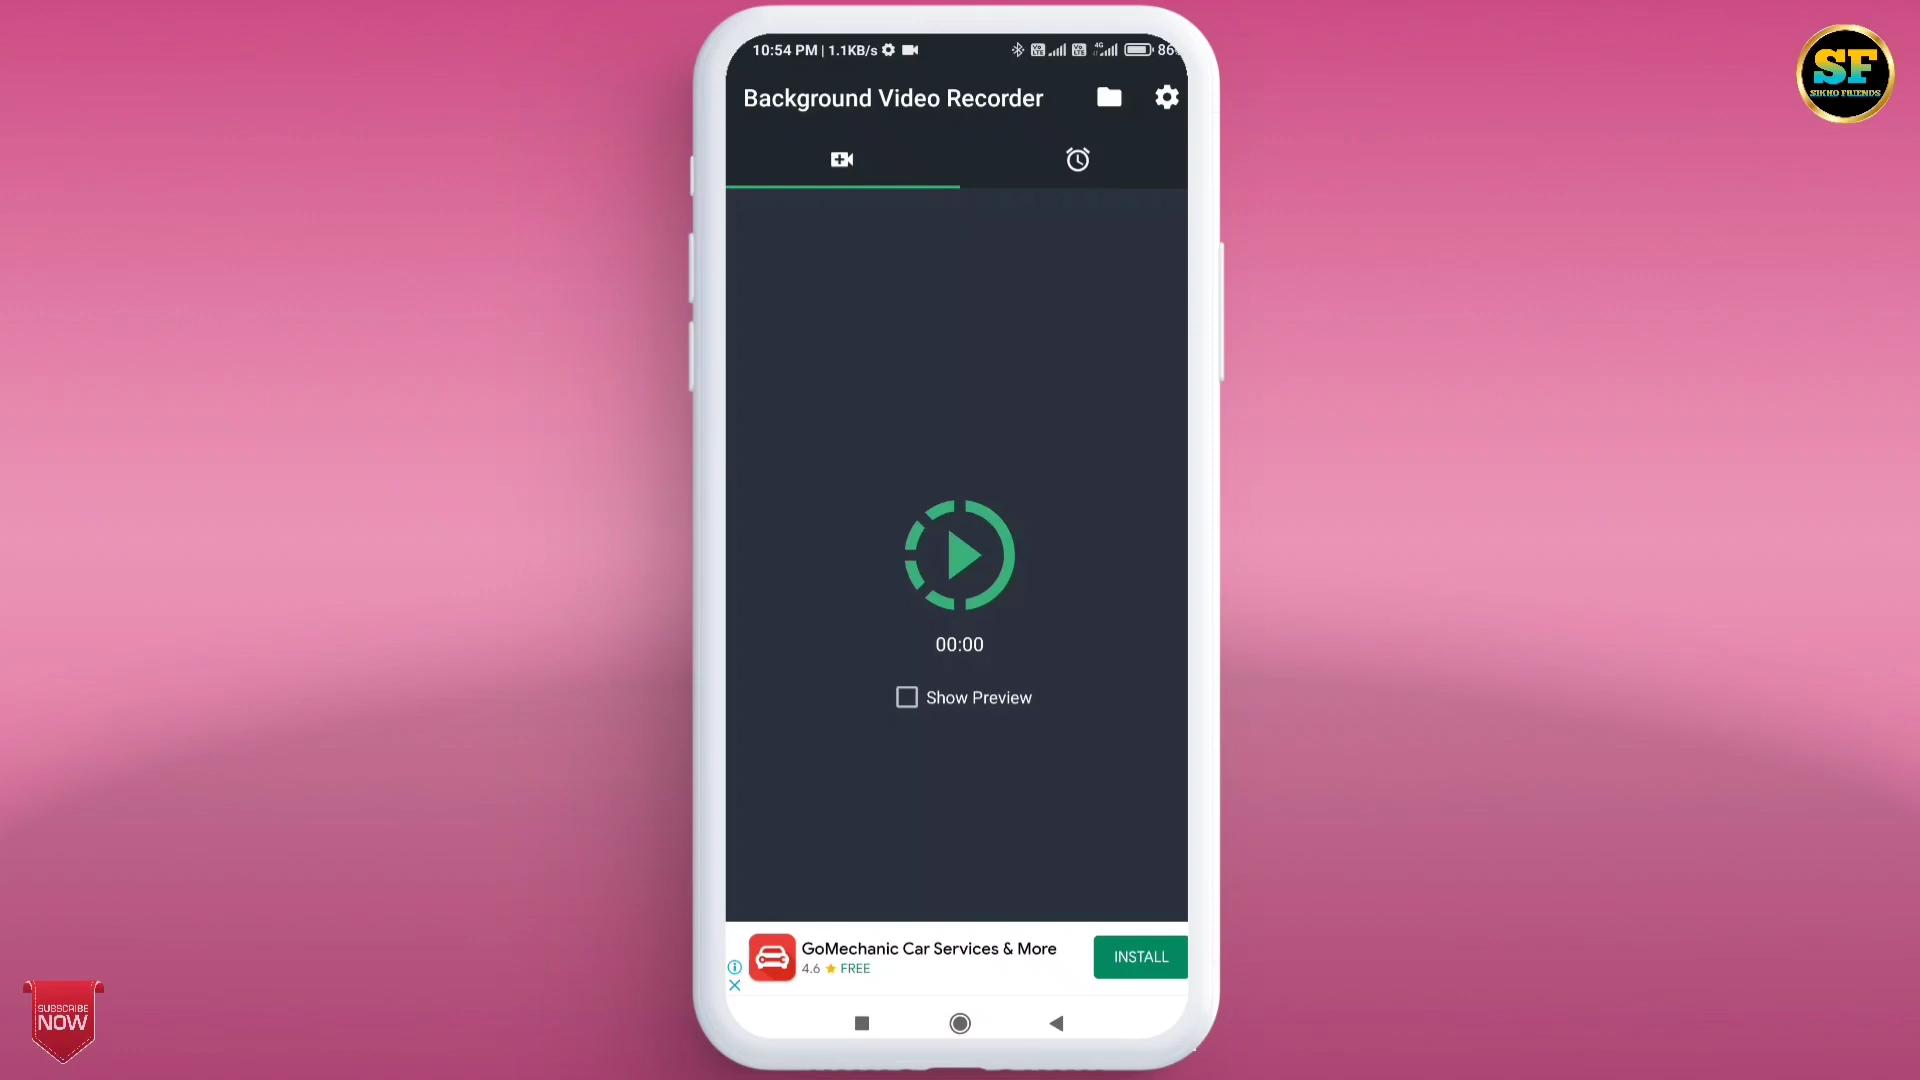 10:54 PM | 1.1KB/s
4G
86
Background Video Recorder
00:00
Show Preview
GoMechanic Car Services & More
4.6 ★ FREE
INSTALL
SF
SIKHO FRIENDS
SUBSCRIBE
NOW